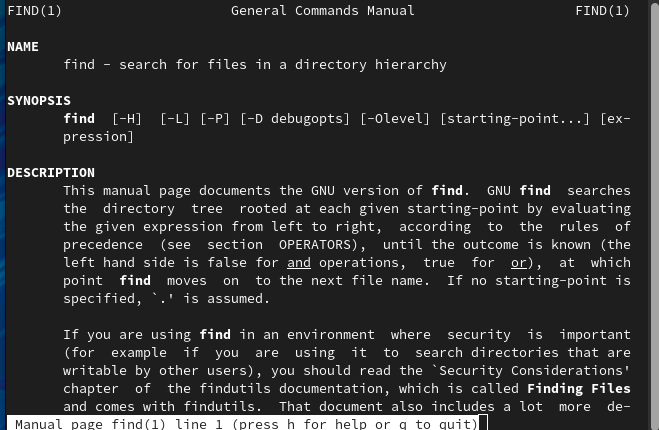 FIND(1) General Commands Manual FIND(1)
NAME
find - search for files in a directory hierarchy
SYNOPSIS
find [-H] [-L] [-P] [-D debugopts] [-Olevel] [starting-point...] [ex-
pression]
DESCRIPTION
This manual page documents the GNU version of find. GNU find searches
the directory tree rooted at each given starting-point by evaluating
the given expression from left to right, according to the rules of
precedence (see section OPERATORS), until the outcome is known (the
left hand side is false for and operations, true for or), at which
point find moves on to the next file name. If no starting-point is
specified, `.' is assumed.
If you are using find in an environment where security is important
(for example if you are using it to search directories that are
writable by other users), you should read the `Security Considerations'
chapter of the findutils documentation, which is called Finding Files
and comes with findutils. That document also includes a lot more de-
Manual page find(1) line 1 (press h for help or q to quit)